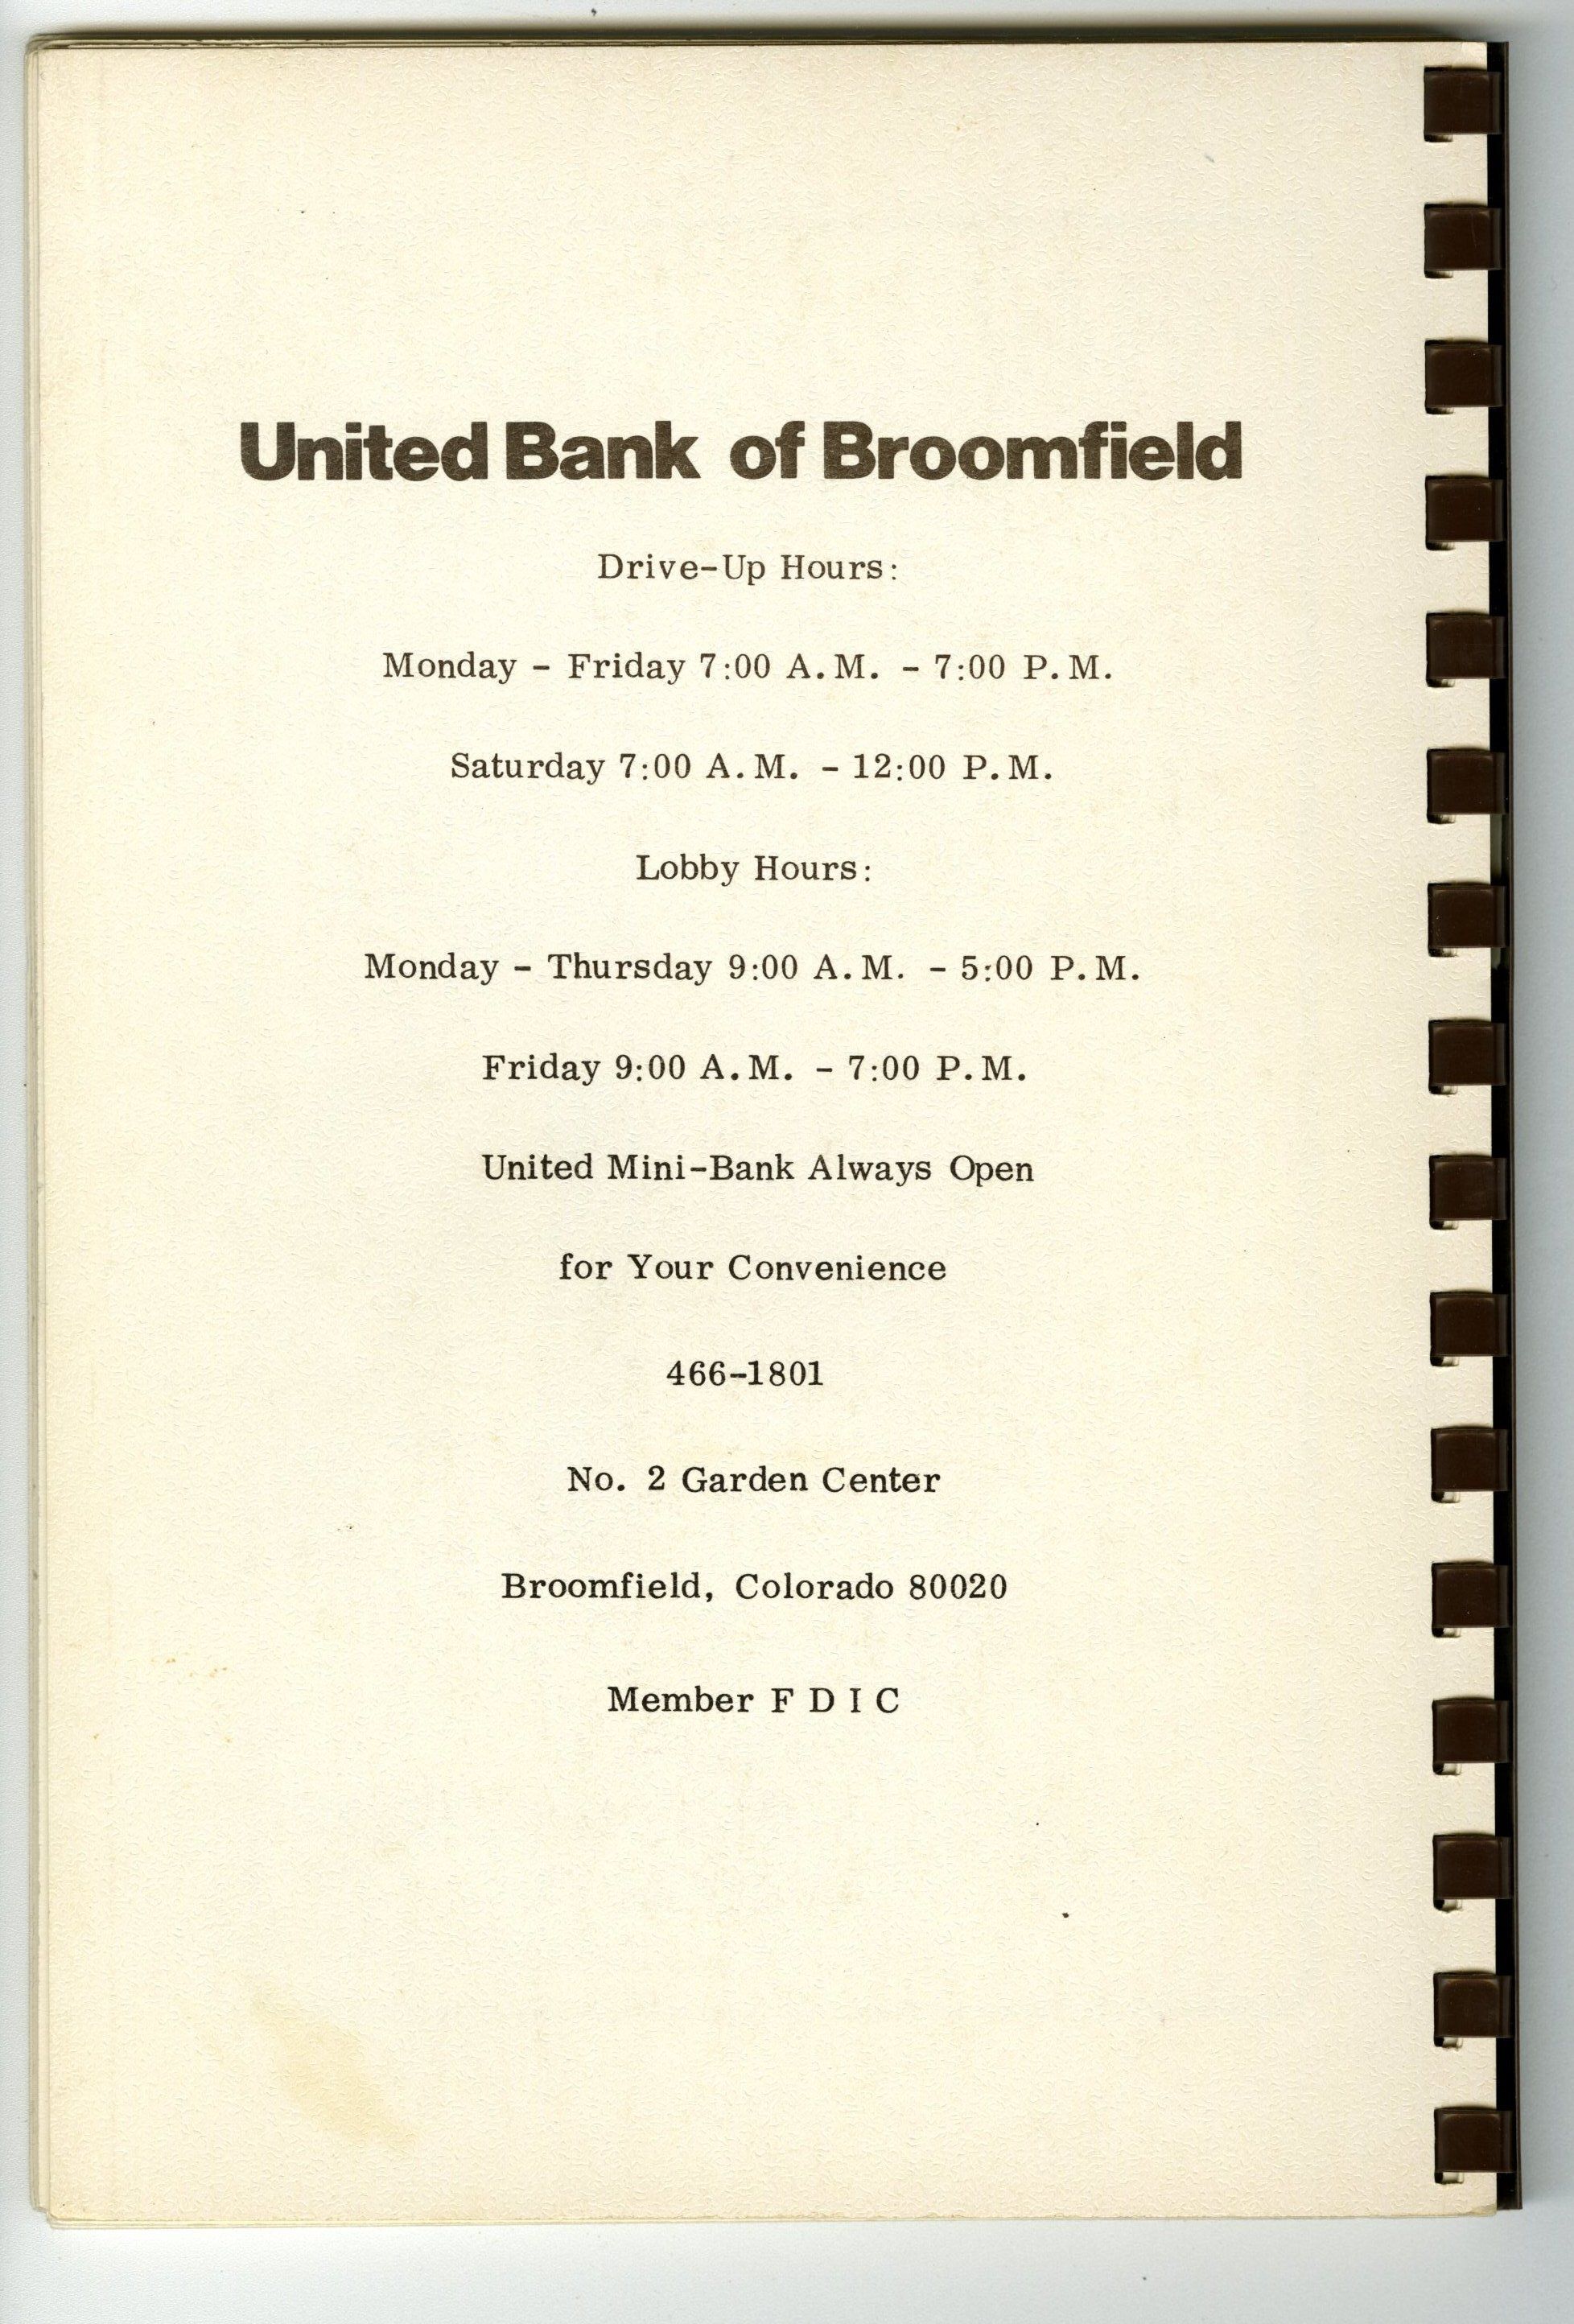 United Bank of Broomfield
Drive-Up Hours:
Monday - Friday 7:00 A.M. - 7:00 P.M.
Saturday 7:00 A.M. - 12:00 P.M.
Lobby Hours:
Monday - Thursday 9:00 A.M. - 5:00 P.M.
Friday 9:00 A.M. - 7:00 P.M.
United Mini-Bank Always Open
for Your Convenience
466-1801
No. 2 Garden Center
Broomfield, Colorado 80020
Member F D I C